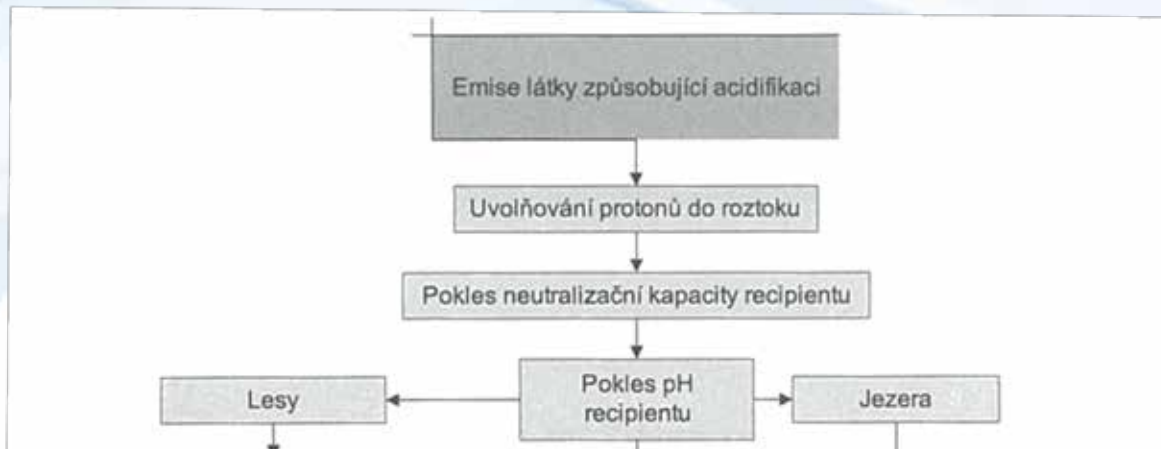 Emise látky způsobující acidifikaci
Uvolňování protonů do roztoku
Pokles neutralizační kapacity recipientu
Lesy
Pokles pH
recipientu
Jezera